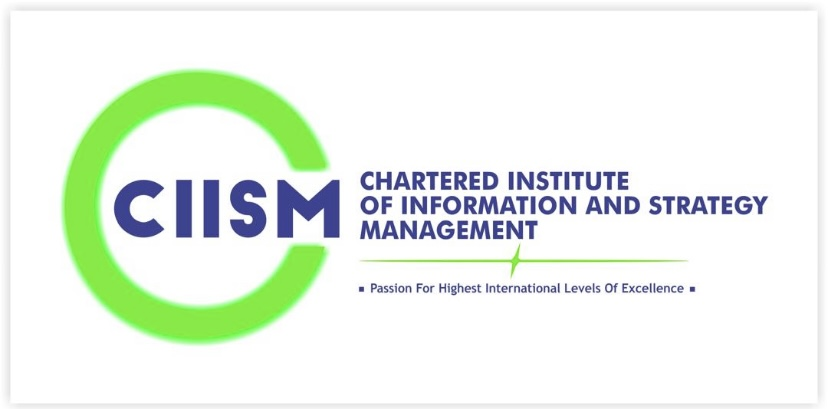 CIISM
CHARTERED INSTITUTE
OF INFORMATION AND STRATEGY
MANAGEMENT
▪ Passion For Highest International Levels Of Excellence ▪